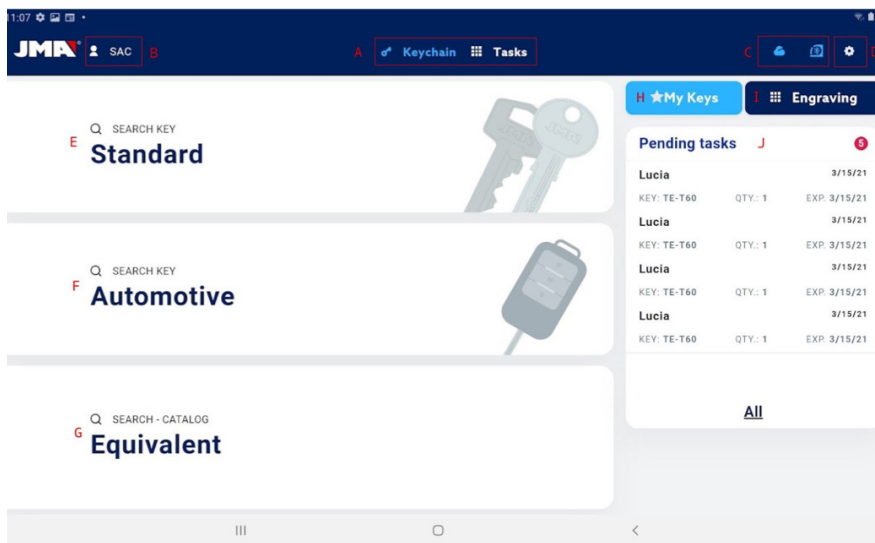 11:07
JMA SAC B A Keychain Tasks C D
H My Keys I Engraving
E SEARCH KEY
Standard
Pending tasks J 5
Lucia 3/15/21
KEY: TE-T60 QTY.: 1 EXP. 3/15/21
Lucia 3/15/21
KEY: TE-T60 QTY.: 1 EXP. 3/15/21
Lucia 3/15/21
KEY: TE-T60 QTY.: 1 EXP. 3/15/21
Lucia 3/15/21
KEY: TE-T60 QTY.: 1 EXP. 3/15/21
All
SEARCH KEY
F Automotive
SEARCH - CATALOG
G Equivalent